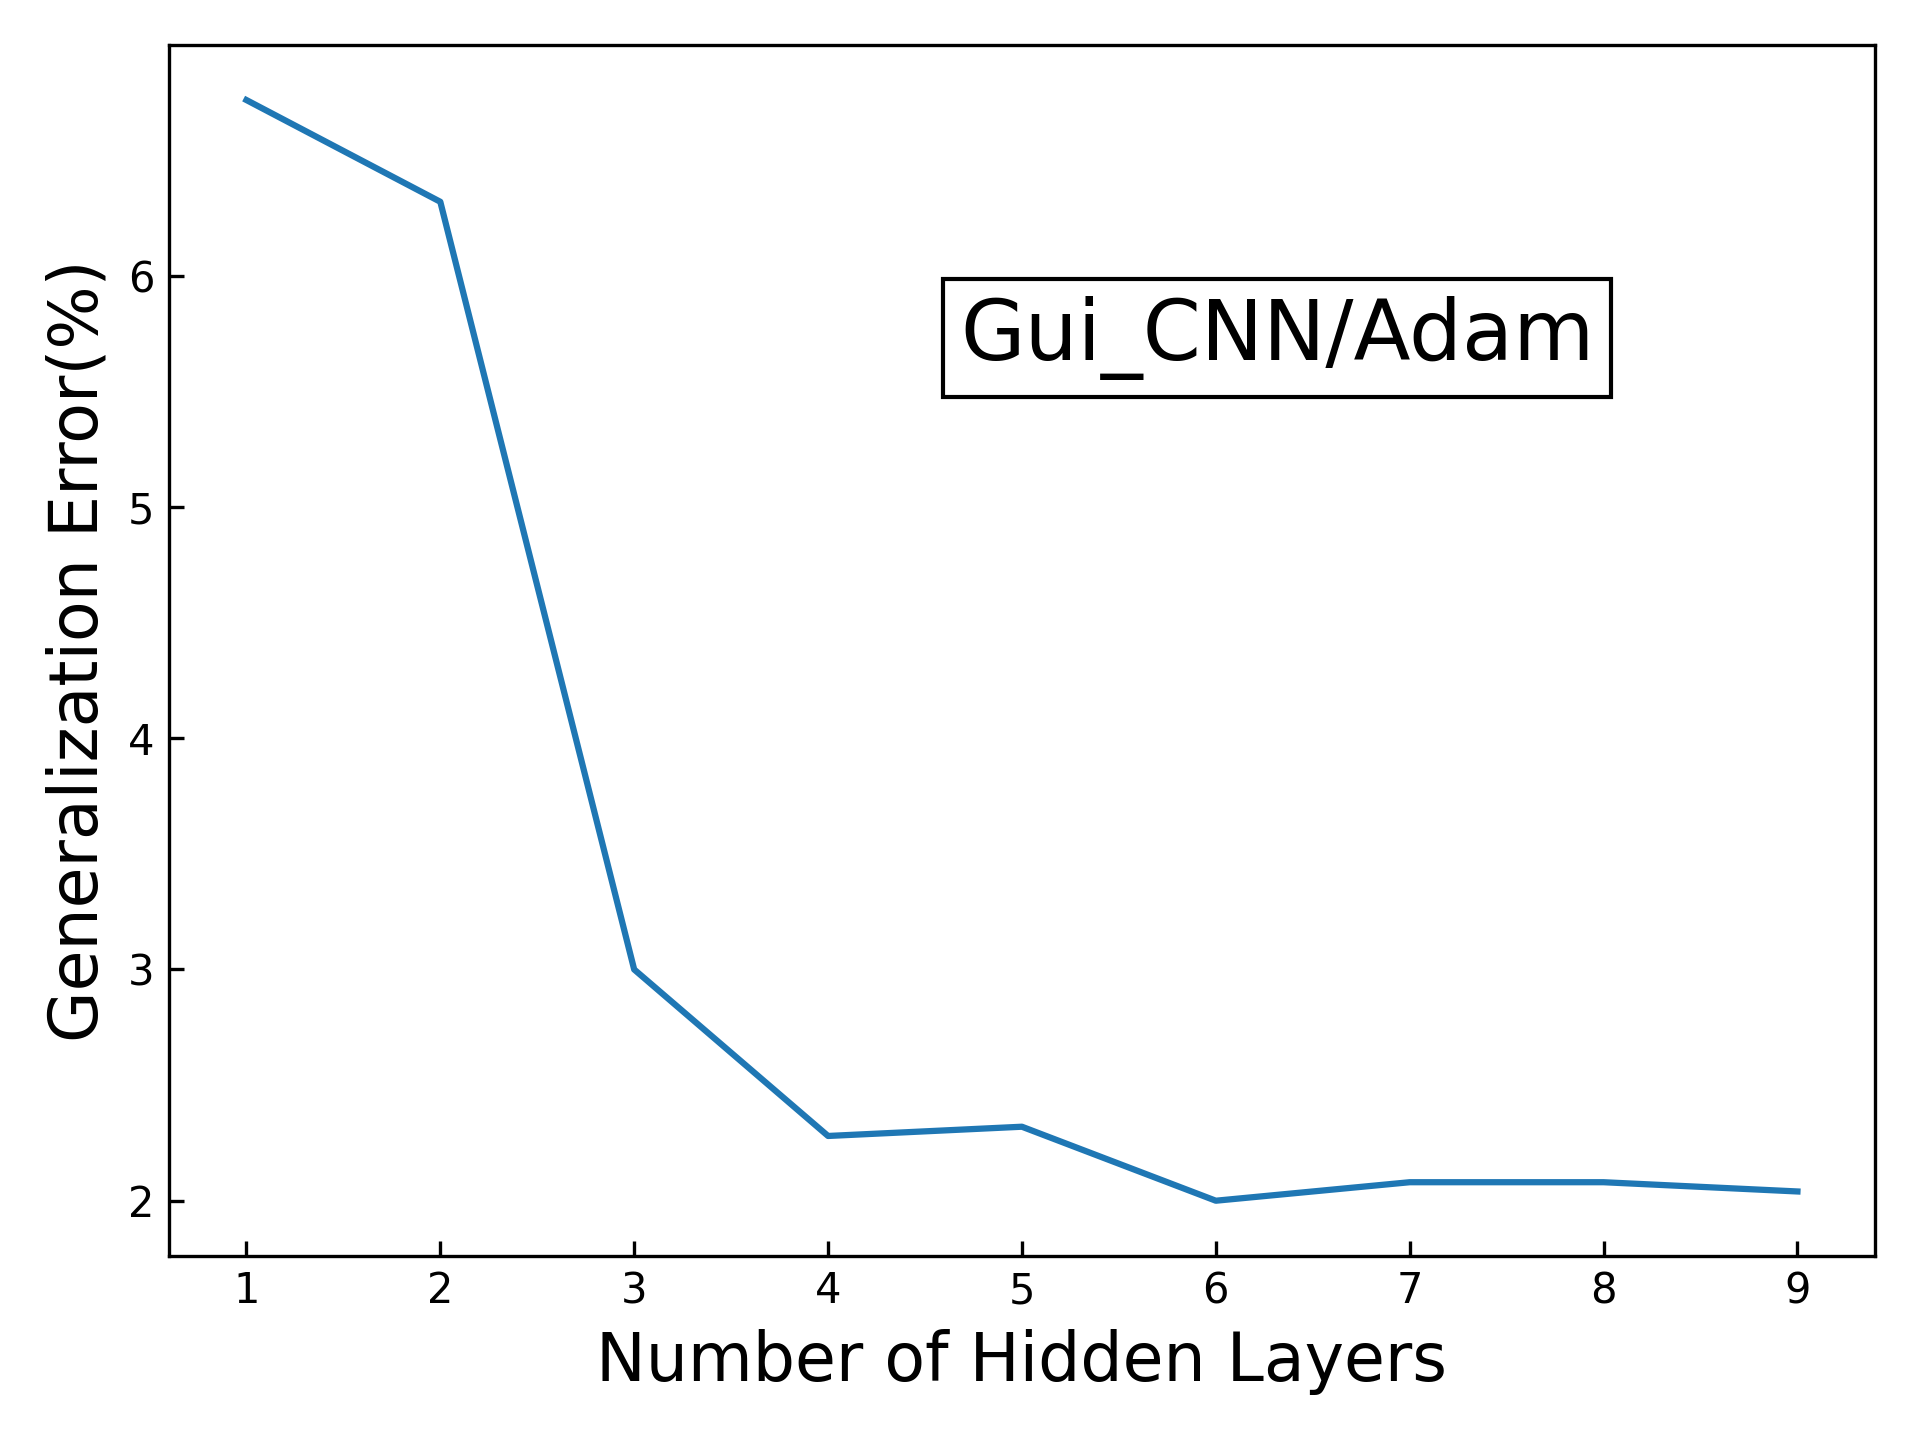 Generalization Error(%)
6
5
4
3
2
Gui_CNN/Adam
1 2 3 4 5 6 7 8 9
Number of Hidden Layers